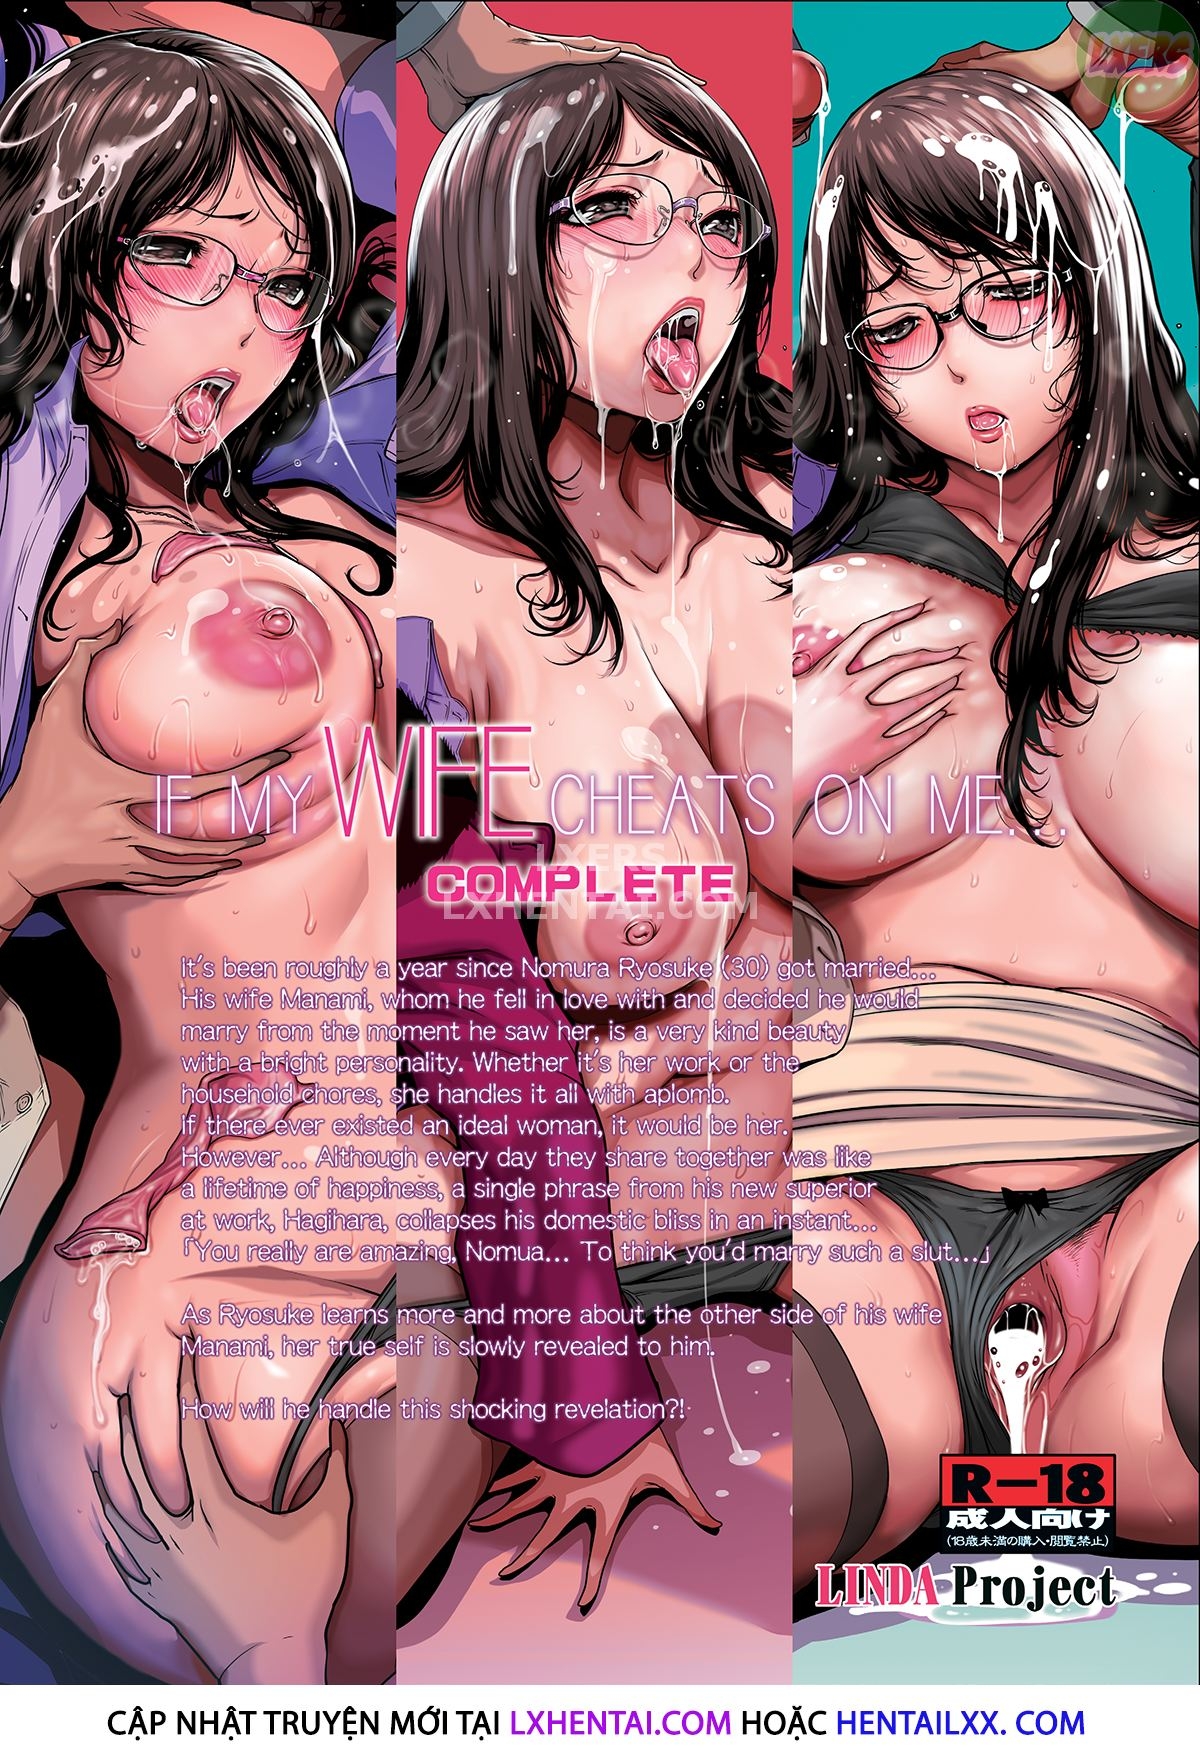 LXERS
IF MY WIFE CHEATS ON ME...
COMPLETE
LXERS
LXHENTAI.COM
It's been roughly a year since Nomura Ryosuke (30) got married...
His wife Manami, whom he fell in love with and decided he would
marry from the moment he saw her, is a very kind beauty
with a bright personality. Whether it's her work or the
household chores, she handles it all with aplomb.
If there ever existed an ideal woman, it would be her.
However... Although every day they share together was like
a lifetime of happiness, a single phrase from his new superior
at work, Hagihara, collapses his domestic bliss in an instant...
「You really are amazing, Nomua... To think you'd marry such a slut...」
As Ryosuke learns more and more about the other side of his wife
Manami, her true self is slowly revealed to him.
How will he handle this shocking revelation?!
R-18
成人向け
(18歳未満の購入・閲覧禁止)
LINDA Project
CẬP NHẬT TRUYỆN MỚI TẠI LXHENTAI.COM HOẶC HENTAILXX. COM